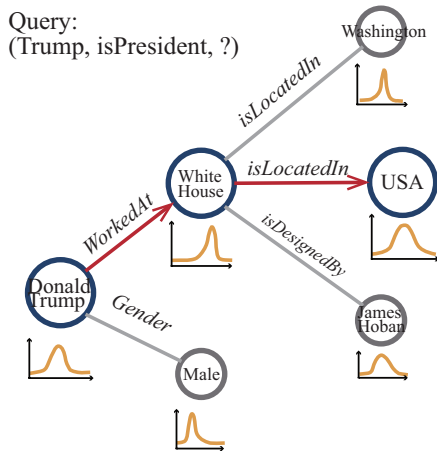 Query:
(Trump, isPresident, ?)
Washington
isLocatedIn
White
House
isLocatedIn
USA
WorkedAt
isDesignedBy
Donald
Trump
Gender
James
Hoban
Male